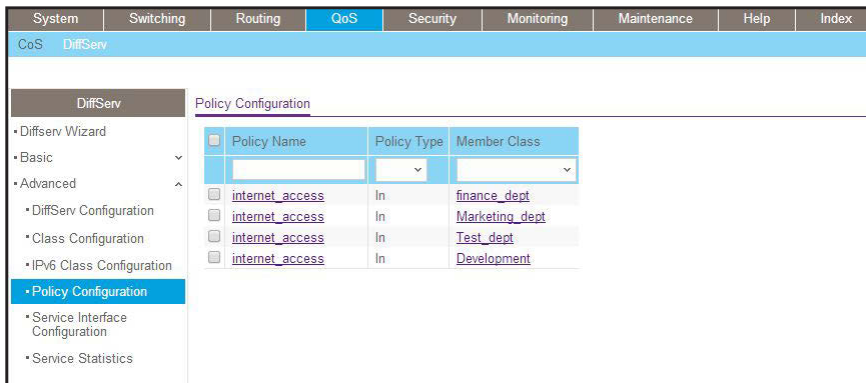 System Switching Routing QoS Security Monitoring Maintenance Help Index
CoS DiffServ
DiffServ
Diffserv Wizard
Basic
Advanced
DiffServ Configuration
Class Configuration
IPv6 Class Configuration
Policy Configuration
Service Interface
Configuration
Service Statistics
Policy Configuration
Policy Name Policy Type Member Class
internet_access In finance_dept
internet_access In Marketing_dept
internet_access In Test_dept
internet_access In Development